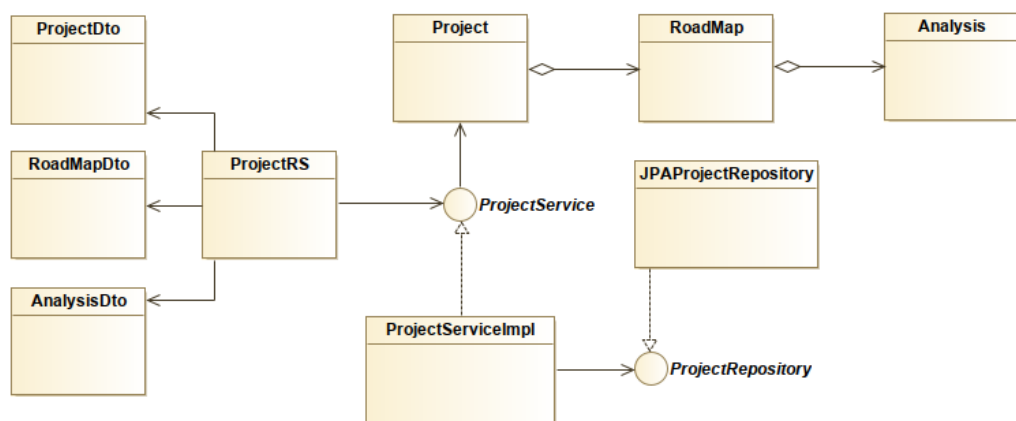 ProjectDto
Project
RoadMap
Analysis
RoadMapDto
ProjectRS
JPAProjectRepository
ProjectService
AnalysisDto
ProjectServiceImpl
ProjectRepository